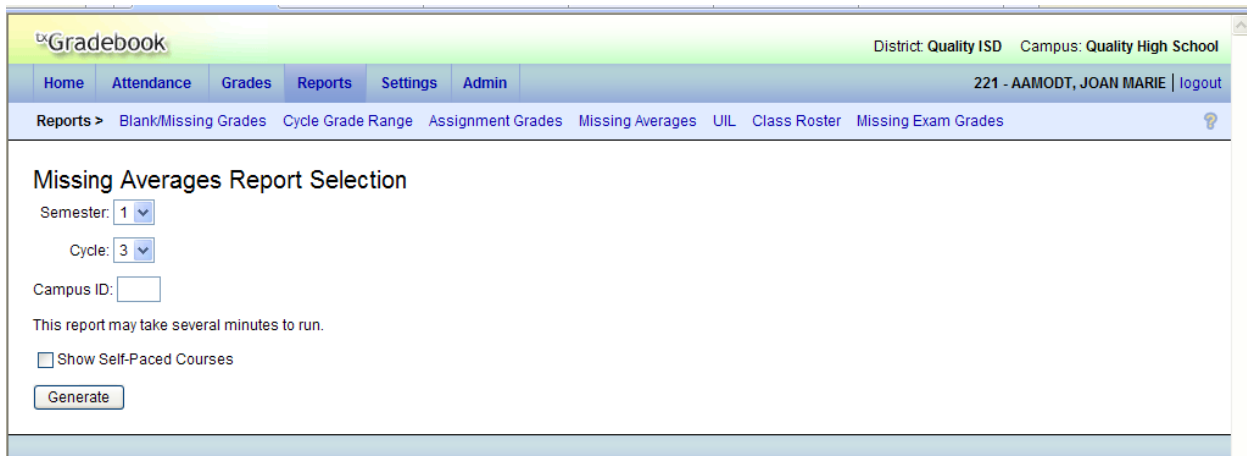 txGradebook
District: Quality ISD Campus: Quality High School
Home Attendance Grades Reports Settings Admin 221 - AAMODT, JOAN MARIE | logout
Reports > Blank/Missing Grades Cycle Grade Range Assignment Grades Missing Averages UIL Class Roster Missing Exam Grades ?
Missing Averages Report Selection
Semester: 1
Cycle: 3
Campus ID:
This report may take several minutes to run.
Show Self-Paced Courses
Generate